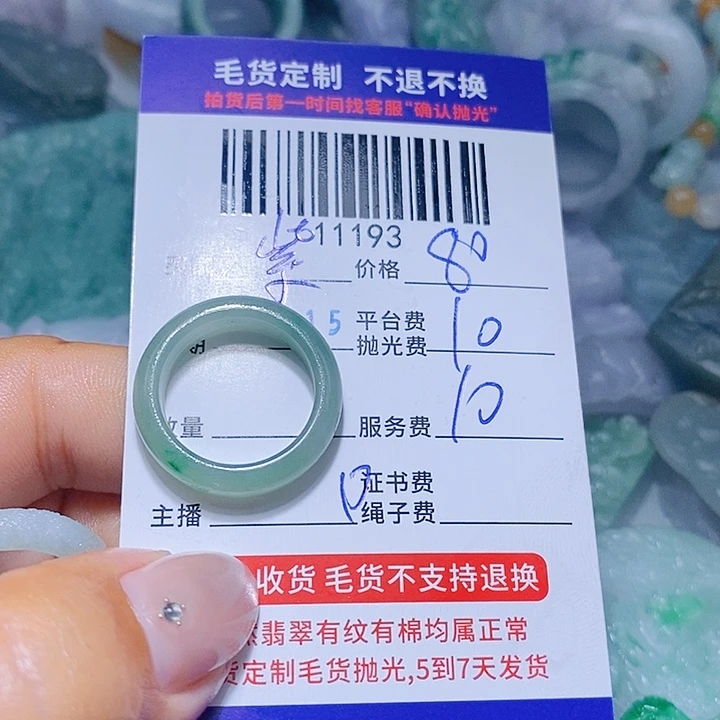 毛货定制 不退不换
拍货后第一时间找客服“确认抛光”
611193
紫 价格 80
15 平台费
抛光费 10
数量 服务费 10
证书费
主播 绳子费
收货 毛货不支持退换
翡翠有纹有棉均属正常
货定制毛货抛光,5到7天发货